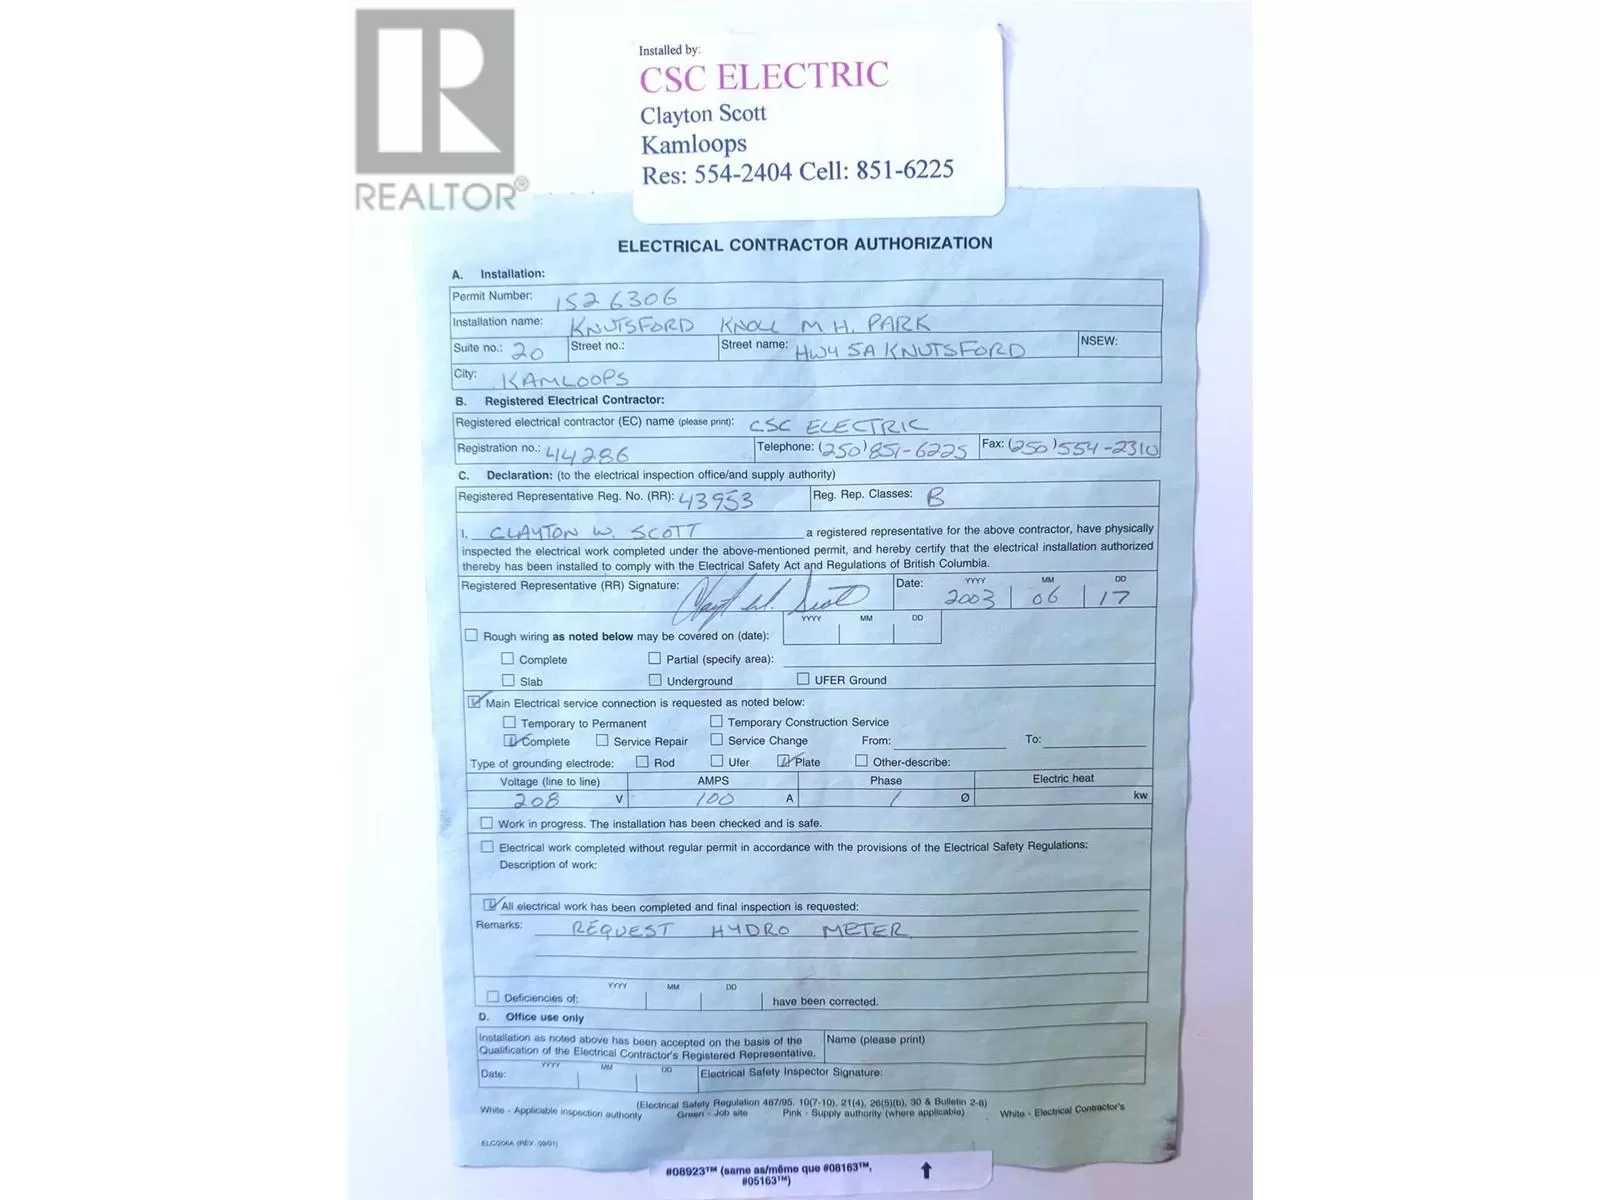 REALTOR®
Installed by:
CSC ELECTRIC
Clayton Scott
Kamloops
Res: 554-2404 Cell: 851-6225
ELECTRICAL CONTRACTOR AUTHORIZATION
A. Installation:
Permit Number: 1526306
Installation name: KNUTSFORD KNOLL M H. PARK
Suite no.: 20 Street no.: Street name: HWY 5A KNUTSFORD NSEW:
City: KAMLOOPS
B. Registered Electrical Contractor:
Registered electrical contractor (EC) name (please print): CSC ELECTRIC
Registration no.: 44286 Telephone: (250) 851-6225 Fax: (250) 554-2310
C. Declaration: (to the electrical inspection office/and supply authority)
Registered Representative Reg. No. (RR): 43953 Reg. Rep. Classes: B
I, CLAYTON W. SCOTT a registered representative for the above contractor, have physically
inspected the electrical work completed under the above-mentioned permit, and hereby certify that the electrical installation authorized
thereby has been installed to comply with the Electrical Safety Act and Regulations of British Columbia.
Registered Representative (RR) Signature: Clayt W. Scott Date: YYYY MM DD
2003 06 17
YYYY MM DD
Rough wiring as noted below may be covered on (date):
Complete Partial (specify area):
Slab Underground UFER Ground
Main Electrical service connection is requested as noted below:
Temporary to Permanent Temporary Construction Service
Complete Service Repair Service Change From: To:
Type of grounding electrode: Rod Ufer Plate Other-describe:
Voltage (line to line) AMPS Phase Electric heat
208 V 100 A 1 Ø kw
Work in progress. The installation has been checked and is safe.
Electrical work completed without regular permit in accordance with the provisions of the Electrical Safety Regulations:
Description of work:
All electrical work has been completed and final inspection is requested:
Remarks: REQUEST HYDRO METER
YYYY MM DD
Deficiencies of: have been corrected.
D. Office use only
Installation as noted above has been accepted on the basis of the Name (please print)
Qualification of the Electrical Contractor's Registered Representative.
Date: YYYY MM DD Electrical Safety Inspector Signature:
(Electrical Safety Regulation 487/95. 10(7-10), 21(4), 26(5)(b), 30 & Bulletin 2-8)
White - Applicable inspection authority Green - Job site Pink - Supply authority (where applicable) White - Electrical Contractor's
#08923™ (same as/même que #08163™,
#05163™)